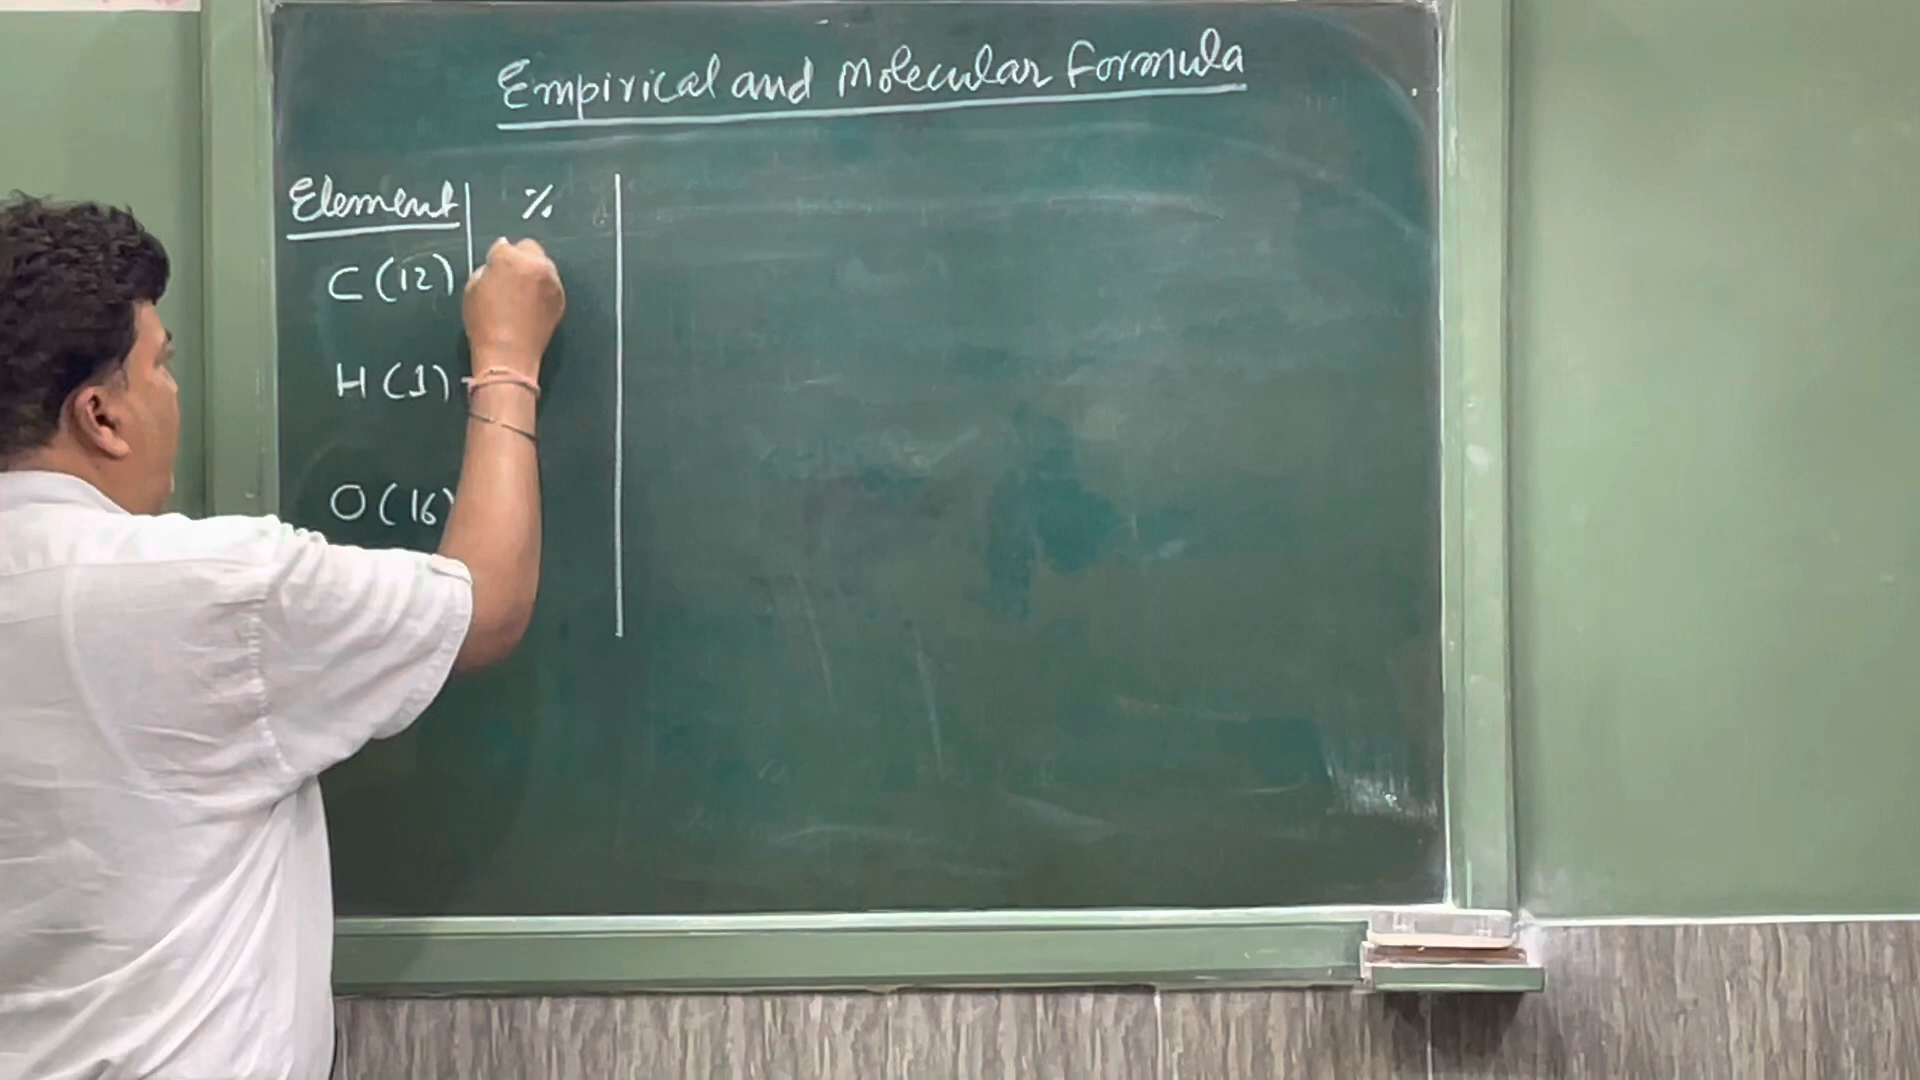 Empirical and Molecular Formula
Element %
C (12)
H (1)
O (16)